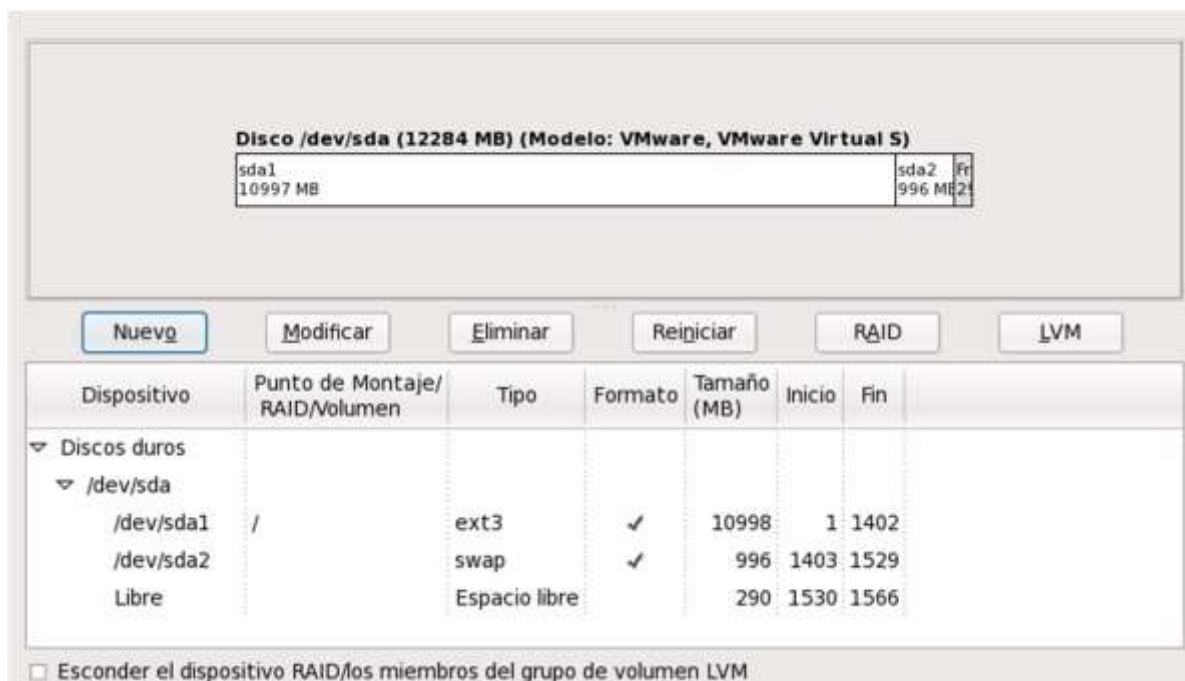 Disco /dev/sda (12284 MB) (Modelo: VMware, VMware Virtual S)
sda1 sda2 Fr
10997 MB 996 ME 29
Nuevo Modificar Eliminar Reiniciar RAID LVM
Dispositivo Punto de Montaje/ RAID/Volumen Tipo Formato Tamaño (MB) Inicio Fin
Discos duros
/dev/sda
/dev/sda1 / ext3 10998 1 1402
/dev/sda2 swap 996 1403 1529
Libre Espacio libre 290 1530 1566
Esconder el dispositivo RAID/los miembros del grupo de volumen LVM